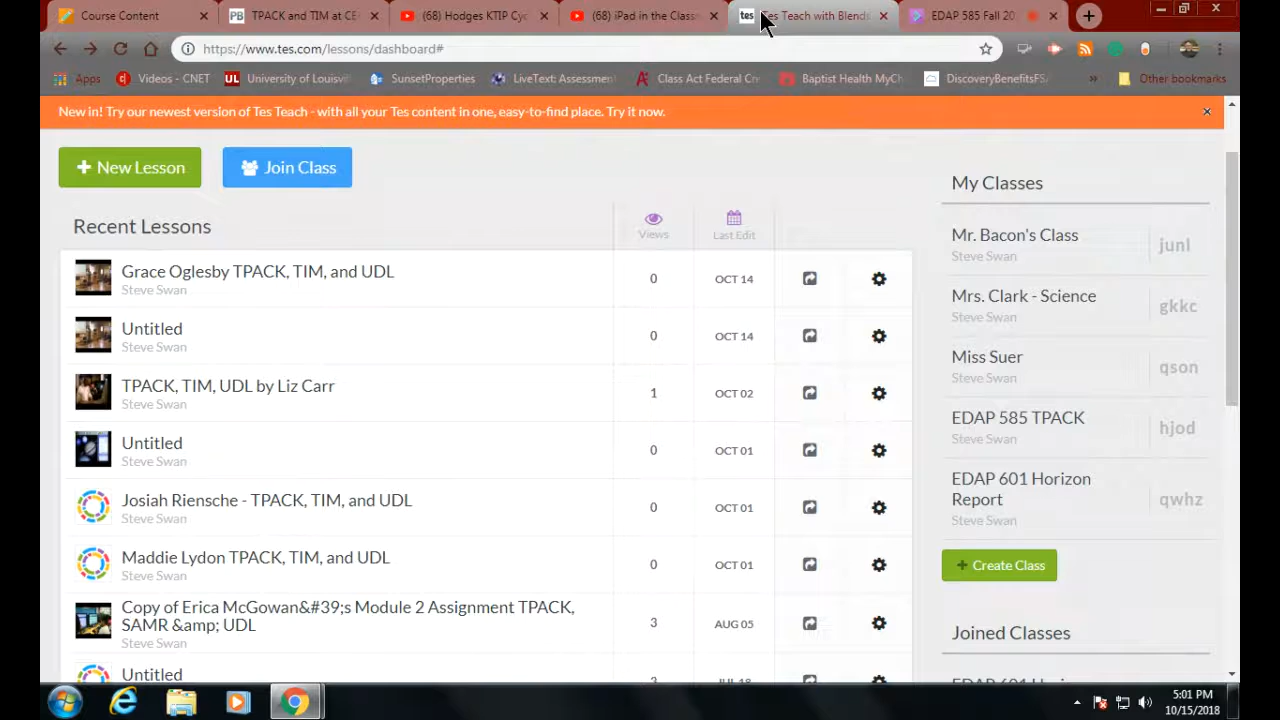 Course Content
PB TPACK and TIM at CE
(68) Hodges KTIP Cyc
(68) iPad in the Class
tes Tes Teach with Blends
EDAP 585 Fall 20
https://www.tes.com/lessons/dashboard#
Apps
Videos - CNET
UL University of Louisvil
SunsetProperties
LiveText: Assessmen
Class Act Federal Cre
Baptist Health MyCh
DiscoveryBenefitsFSA
»
Other bookmarks
New in! Try our newest version of Tes Teach - with all your Tes content in one, easy-to-find place. Try it now.
+ New Lesson
Join Class
Recent Lessons
Views
Last Edit
Grace Oglesby TPACK, TIM, and UDL
Steve Swan
0
OCT 14
Untitled
Steve Swan
0
OCT 14
TPACK, TIM, UDL by Liz Carr
Steve Swan
1
OCT 02
Untitled
Steve Swan
0
OCT 01
Josiah Riensche - TPACK, TIM, and UDL
Steve Swan
0
OCT 01
Maddie Lydon TPACK, TIM, and UDL
Steve Swan
0
OCT 01
Copy of Erica McGowan&#39;s Module 2 Assignment TPACK,
SAMR &amp; UDL
Steve Swan
3
AUG 05
Untitled
My Classes
Mr. Bacon's Class
Steve Swan
junl
Mrs. Clark - Science
Steve Swan
gkkc
Miss Suer
Steve Swan
qson
EDAP 585 TPACK
Steve Swan
hjod
EDAP 601 Horizon
Report
Steve Swan
qwhz
+ Create Class
Joined Classes
5:01 PM
10/15/2018